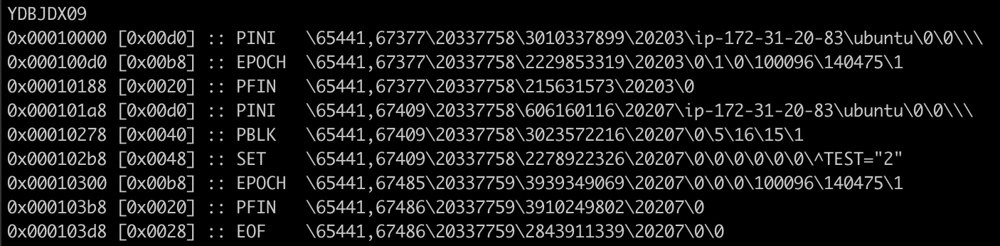 YDBJDX09
0x00010000 [0x00d0] :: PINI   \65441,67377\20337758\3010337899\20203\ip-172-31-20-83\ubuntu\0\0\\\
0x000100d0 [0x00b8] :: EPOCH  \65441,67377\20337758\2229853319\20203\0\1\0\100096\140475\1
0x00010188 [0x0020] :: PFIN   \65441,67377\20337758\215631573\20203\0
0x000101a8 [0x00d0] :: PINI   \65441,67409\20337758\606160116\20207\ip-172-31-20-83\ubuntu\0\0\\\
0x00010278 [0x0040] :: PBLK   \65441,67409\20337758\3023572216\20207\0\5\16\15\1
0x000102b8 [0x0048] :: SET    \65441,67409\20337758\2278922326\20207\0\0\0\0\0\0\^TEST="2"
0x00010300 [0x00b8] :: EPOCH  \65441,67485\20337759\3939349069\20207\0\0\0\100096\140475\1
0x000103b8 [0x0020] :: PFIN   \65441,67486\20337759\3910249802\20207\0
0x000103d8 [0x0028] :: EOF    \65441,67486\20337759\2843911339\20207\0\0